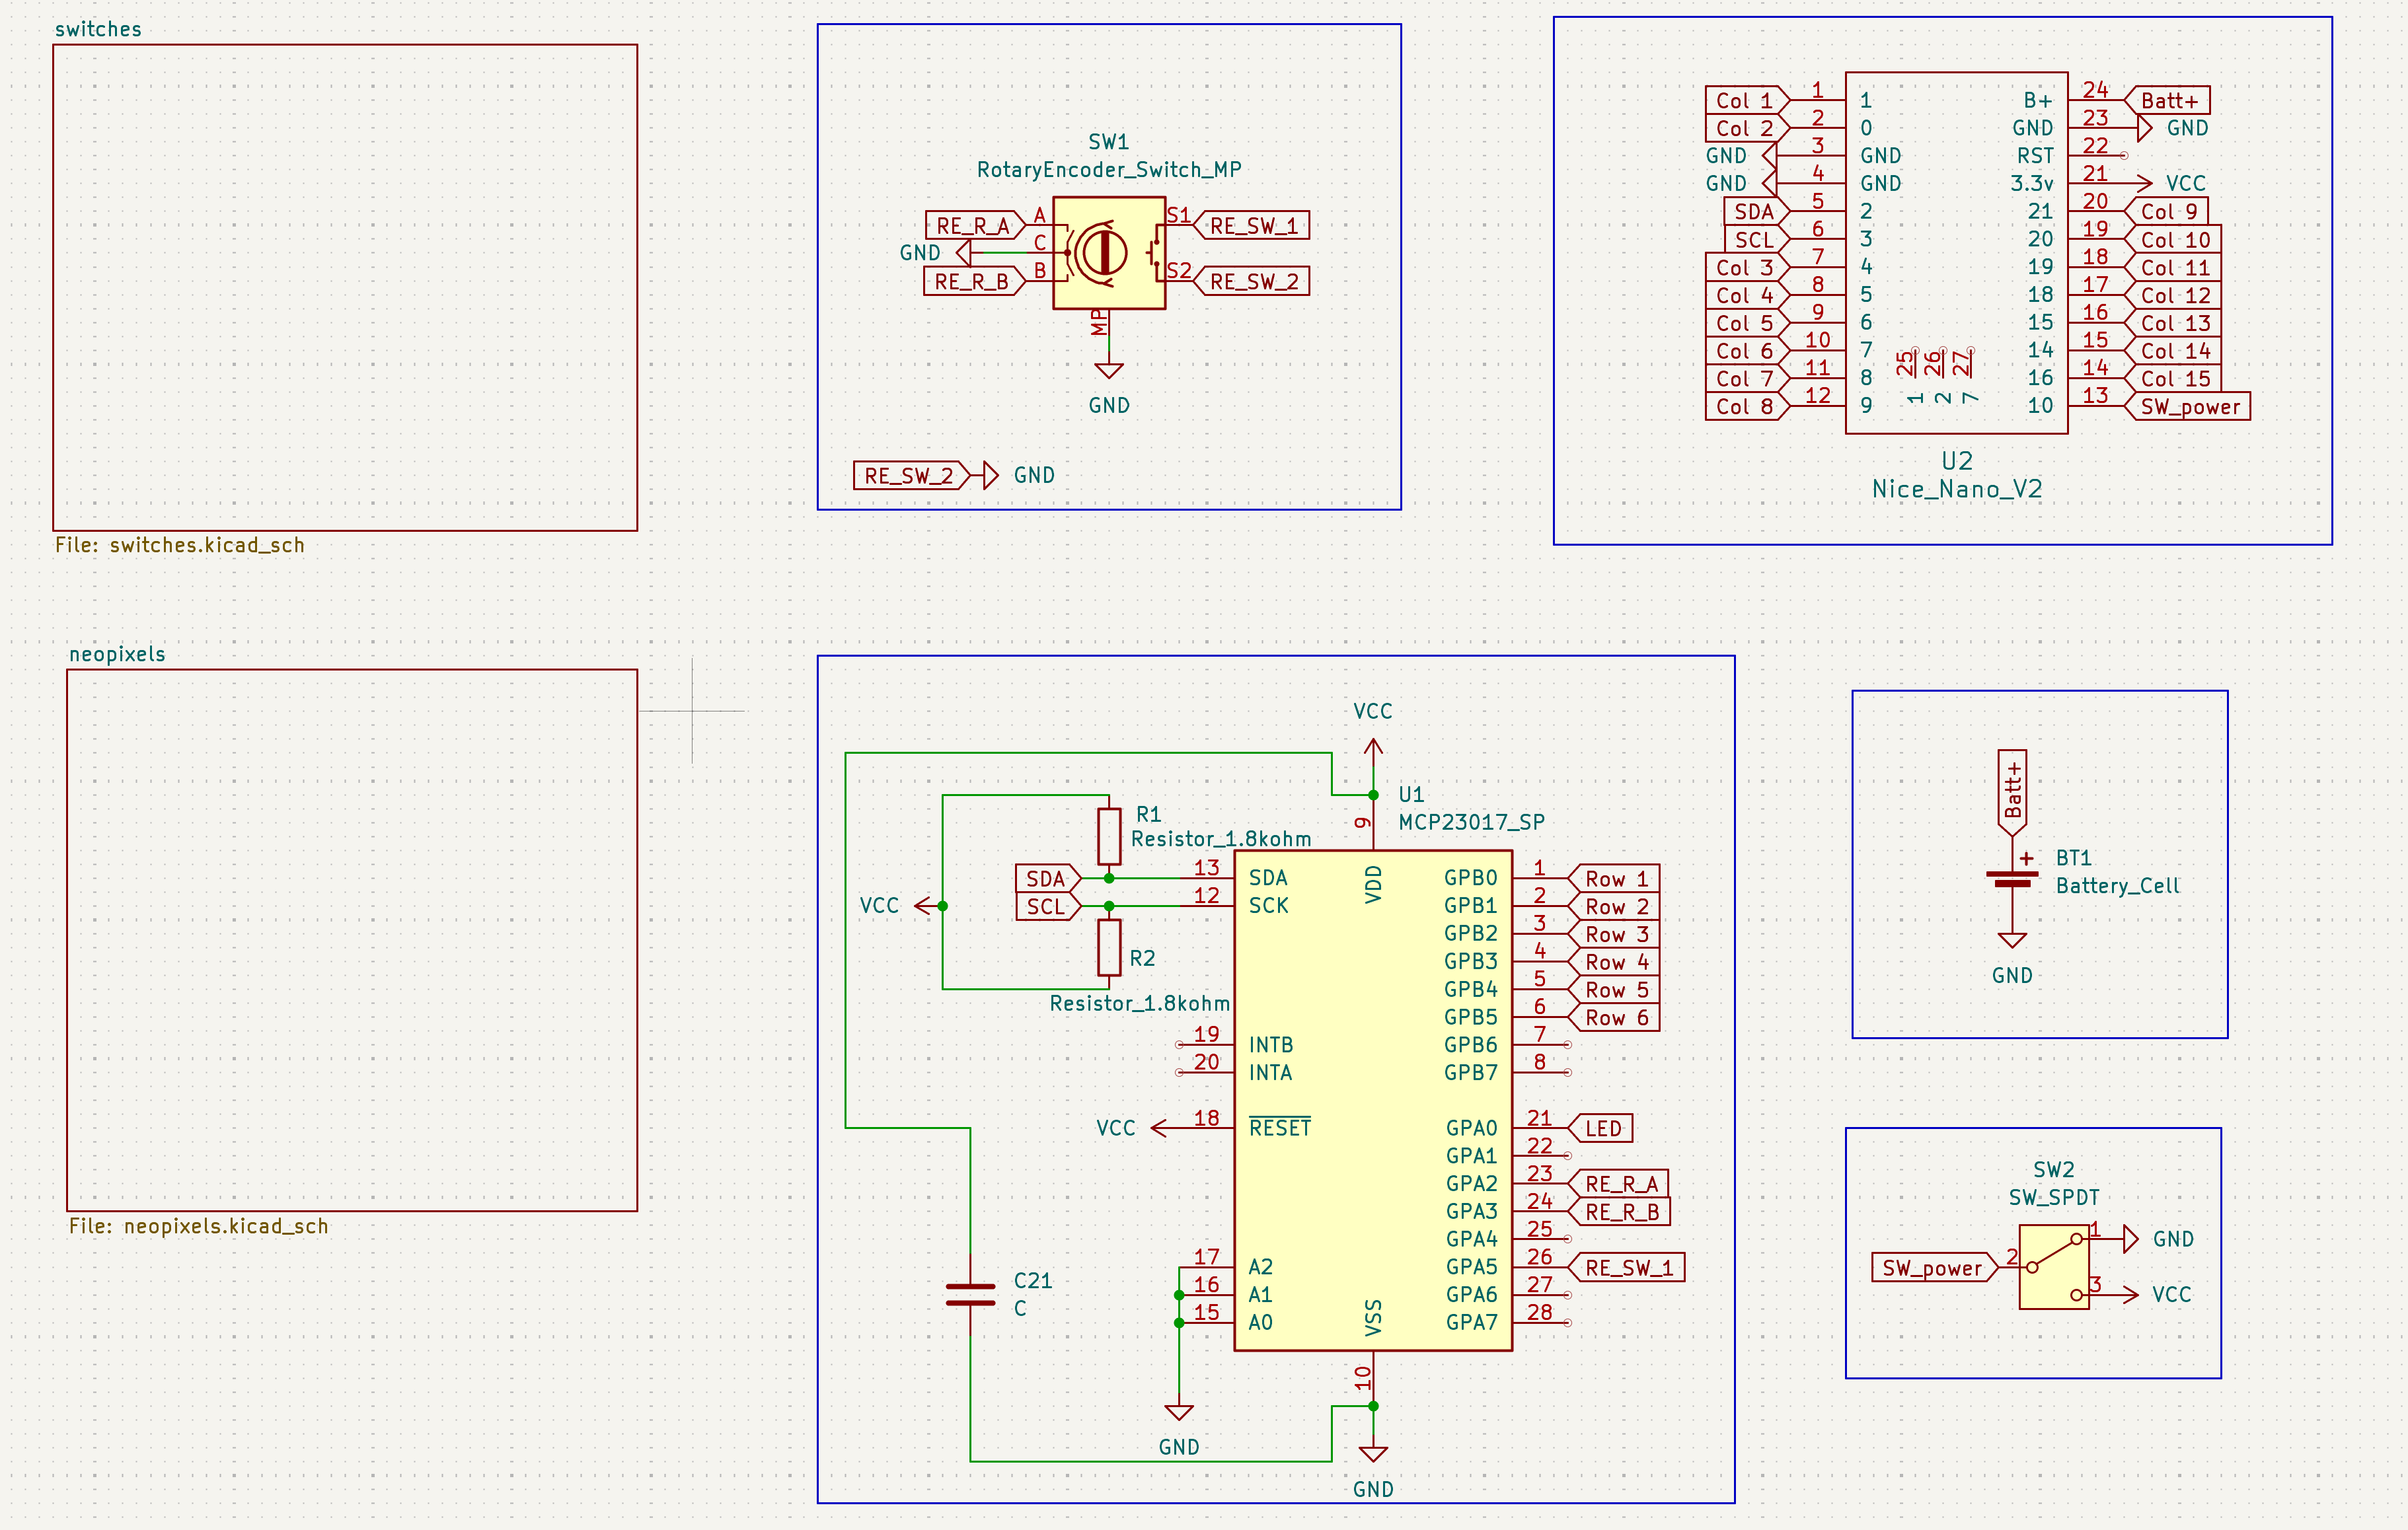 switches
File: switches.kicad_sch
SW1
RotaryEncoder_Switch_MP
RE_R_A
A
S1
RE_SW_1
GND
C
RE_R_B
B
S2
RE_SW_2
MP
GND
RE_SW_2
GND
Col 1
1
1
B+
24
Batt+
Col 2
2
0
GND
23
GND
GND
3
GND
RST
22
GND
4
GND
3.3v
21
VCC
SDA
5
2
21
20
Col 9
SCL
6
3
20
19
Col 10
Col 3
7
4
19
18
Col 11
Col 4
8
5
18
17
Col 12
Col 5
9
6
15
16
Col 13
Col 6
10
7
14
15
Col 14
Col 7
11
8
16
14
Col 15
Col 8
12
9
10
13
SW_power
25
26
27
1
2
7
U2
Nice_Nano_V2
neopixels
File: neopixels.kicad_sch
VCC
U1
MCP23017_SP
9
VDD
R1
Resistor_1.8kohm
SDA
13
SDA
SCL
12
SCK
VCC
R2
Resistor_1.8kohm
19
INTB
20
INTA
VCC
18
RESET
17
A2
16
A1
15
A0
GND
GPB0
1
Row 1
GPB1
2
Row 2
GPB2
3
Row 3
GPB3
4
Row 4
GPB4
5
Row 5
GPB5
6
Row 6
GPB6
7
GPB7
8
GPA0
21
LED
GPA1
22
GPA2
23
RE_R_A
GPA3
24
RE_R_B
GPA4
25
GPA5
26
RE_SW_1
GPA6
27
GPA7
28
VSS
10
GND
C21
C
Batt+
+
BT1
Battery_Cell
GND
SW2
SW_SPDT
SW_power
2
1
GND
3
VCC